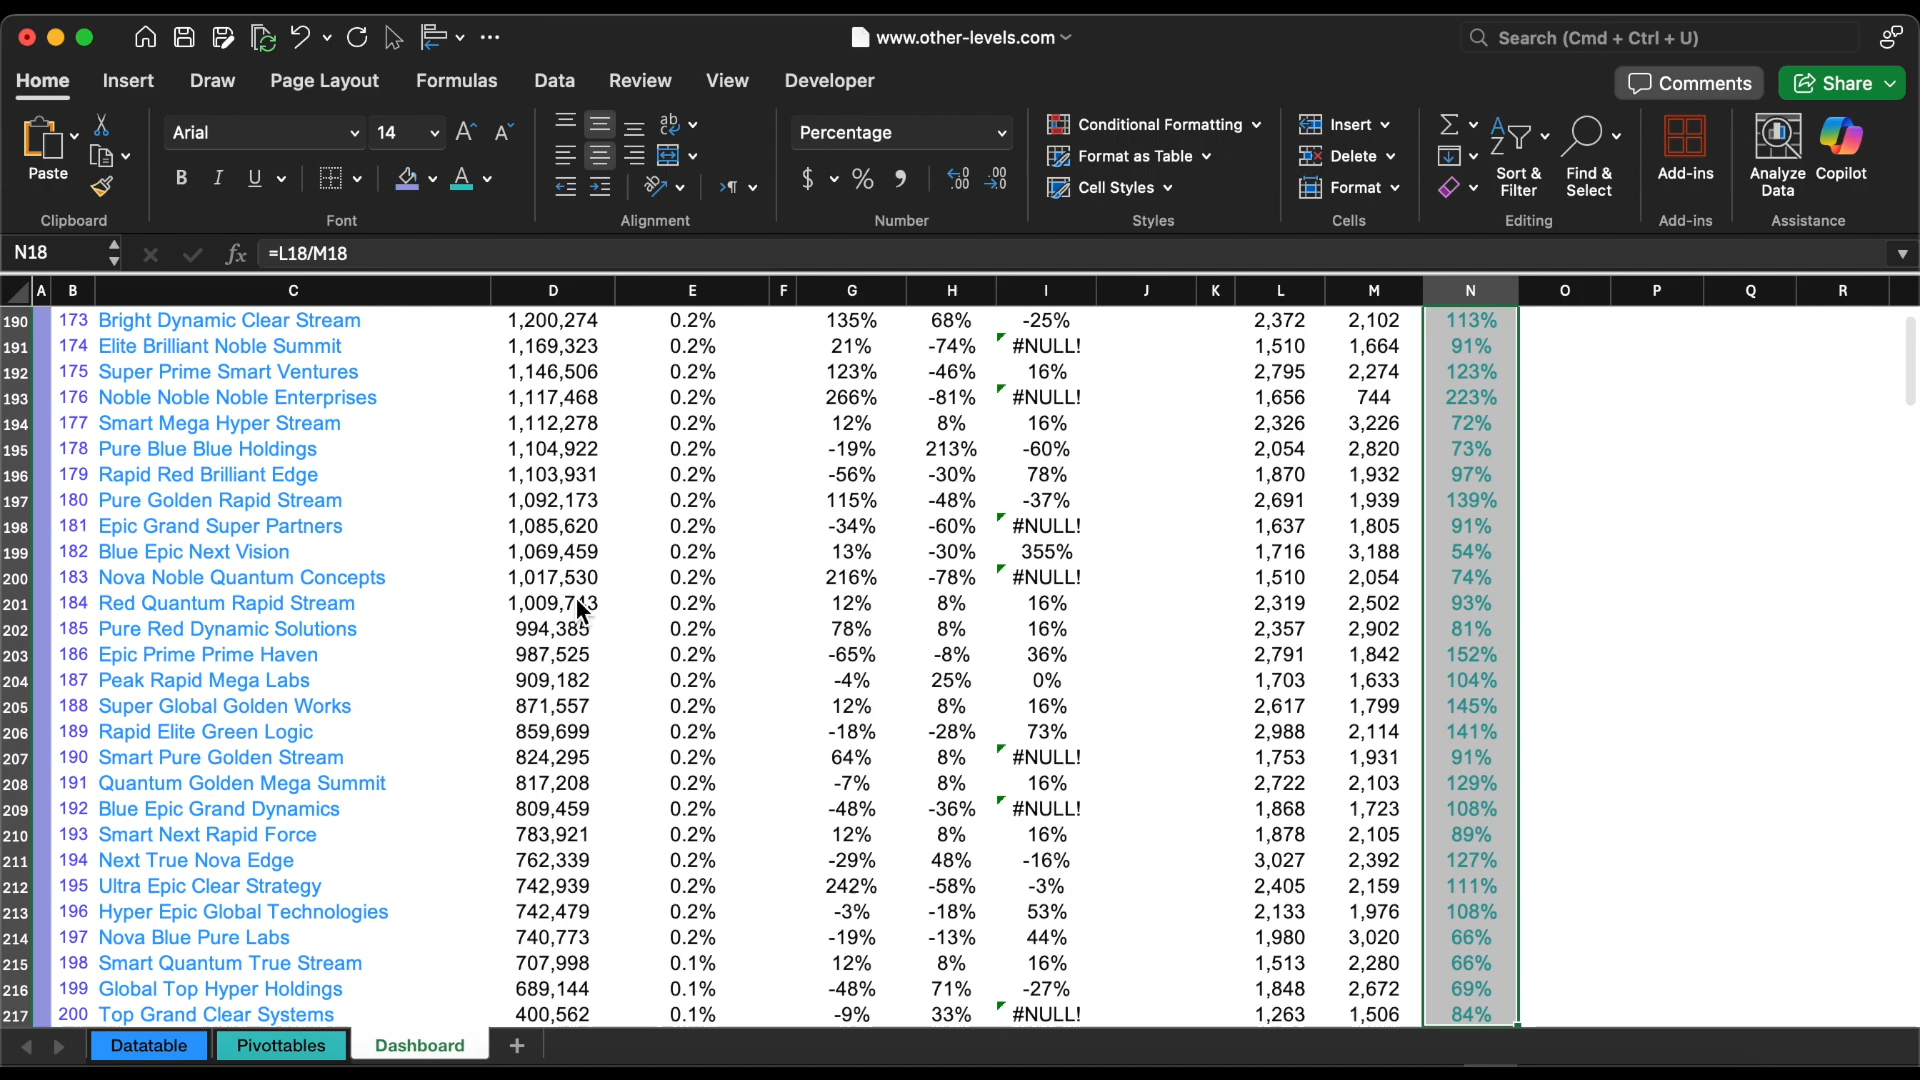 www.other-levels.com
Search (Cmd + Ctrl + U)
Home Insert Draw Page Layout Formulas Data Review View Developer
Comments Share
Paste
Clipboard
Arial 14
B I U
Font
Alignment
Percentage
$ % 9
Number
Conditional Formatting
Format as Table
Cell Styles
Styles
Insert
Delete
Format
Cells
Sort & Filter
Find & Select
Editing
Add-ins
Add-ins
Analyze Data
Copilot
Assistance
N18 fx =L18/M18
A B C D E F G H I J K L M N O P Q R
190 173 Bright Dynamic Clear Stream 1,200,274 0.2% 135% 68% -25% 2,372 2,102 113%
191 174 Elite Brilliant Noble Summit 1,169,323 0.2% 21% -74% #NULL! 1,510 1,664 91%
192 175 Super Prime Smart Ventures 1,146,506 0.2% 123% -46% 16% 2,795 2,274 123%
193 176 Noble Noble Noble Enterprises 1,117,468 0.2% 266% -81% #NULL! 1,656 744 223%
194 177 Smart Mega Hyper Stream 1,112,278 0.2% 12% 8% 16% 2,326 3,226 72%
195 178 Pure Blue Blue Holdings 1,104,922 0.2% -19% 213% -60% 2,054 2,820 73%
196 179 Rapid Red Brilliant Edge 1,103,931 0.2% -56% -30% 78% 1,870 1,932 97%
197 180 Pure Golden Rapid Stream 1,092,173 0.2% 115% -48% -37% 2,691 1,939 139%
198 181 Epic Grand Super Partners 1,085,620 0.2% -34% -60% #NULL! 1,637 1,805 91%
199 182 Blue Epic Next Vision 1,069,459 0.2% 13% -30% 355% 1,716 3,188 54%
200 183 Nova Noble Quantum Concepts 1,017,530 0.2% 216% -78% #NULL! 1,510 2,054 74%
201 184 Red Quantum Rapid Stream 1,009,743 0.2% 12% 8% 16% 2,319 2,502 93%
202 185 Pure Red Dynamic Solutions 994,385 0.2% 78% 8% 16% 2,357 2,902 81%
203 186 Epic Prime Prime Haven 987,525 0.2% -65% -8% 36% 2,791 1,842 152%
204 187 Peak Rapid Mega Labs 909,182 0.2% -4% 25% 0% 1,703 1,633 104%
205 188 Super Global Golden Works 871,557 0.2% 12% 8% 16% 2,617 1,799 145%
206 189 Rapid Elite Green Logic 859,699 0.2% -18% -28% 73% 2,988 2,114 141%
207 190 Smart Pure Golden Stream 824,295 0.2% 64% 8% #NULL! 1,753 1,931 91%
208 191 Quantum Golden Mega Summit 817,208 0.2% -7% 8% 16% 2,722 2,103 129%
209 192 Blue Epic Grand Dynamics 809,459 0.2% -48% -36% #NULL! 1,868 1,723 108%
210 193 Smart Next Rapid Force 783,921 0.2% 12% 8% 16% 1,878 2,105 89%
211 194 Next True Nova Edge 762,339 0.2% -29% 48% -16% 3,027 2,392 127%
212 195 Ultra Epic Clear Strategy 742,939 0.2% 242% -58% -3% 2,405 2,159 111%
213 196 Hyper Epic Global Technologies 742,479 0.2% -3% -18% 53% 2,133 1,976 108%
214 197 Nova Blue Pure Labs 740,773 0.2% -19% -13% 44% 1,980 3,020 66%
215 198 Smart Quantum True Stream 707,998 0.1% 12% 8% 16% 1,513 2,280 66%
216 199 Global Top Hyper Holdings 689,144 0.1% -48% 71% -27% 1,848 2,672 69%
217 200 Top Grand Clear Systems 400,562 0.1% -9% 33% #NULL! 1,263 1,506 84%
Datatable Pivottables Dashboard